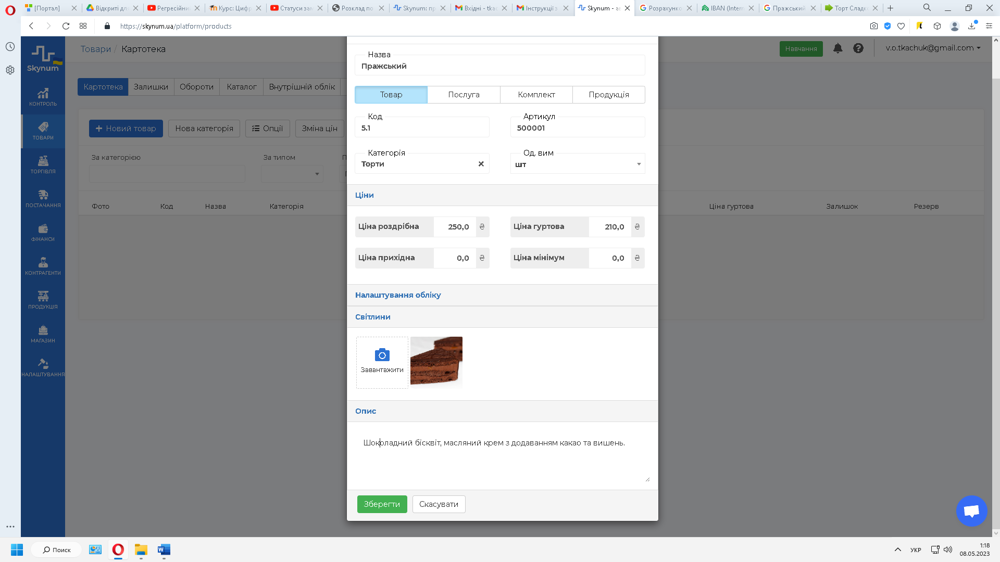 [Портал]
Відкриті дл
Регресійни
Курс: Цифр
Статуси зам
Розклад по
Skynum: пр
Вхідні - tka
Інструкції з
Skynum - ав
Розрахунко
IBAN (Intern
Пражський
Торт Сладк
https://skynum.ua/platform/products
Skynum
КОНТРОЛЬ
ТОВАРИ
ТОРГІВЛЯ
ПОСТАЧАННЯ
ФІНАНСИ
КОНТРАГЕНТИ
ПРОДУКЦІЯ
МАГАЗИН
НАЛАШТУВАННЯ
Товари / Картотека
Навчання
v.o.tkachuk@gmail.com
Картотека Залишки Обороти Каталог Внутрішній облік
+ Новий товар Нова категорія Опції Зміна цін
За категорією За типом
Фото Код Назва Категорія Ціна гуртова Залишок Резерв
Назва
Пражський
Товар Послуга Комплект Продукція
Код Артикул
5.1 500001
Категорія Од. вим
Торти шт
Ціни
Ціна роздрібна 250,0 ₴ Ціна гуртова 210,0 ₴
Ціна прихідна 0,0 ₴ Ціна мінімум 0,0 ₴
Налаштування обліку
Світлини
Завантажити
Опис
Шоколадний бісквіт, масляний крем з додаванням какао та вишень.
Зберегти Скасувати
Поиск
УКР
1:18
08.05.2023